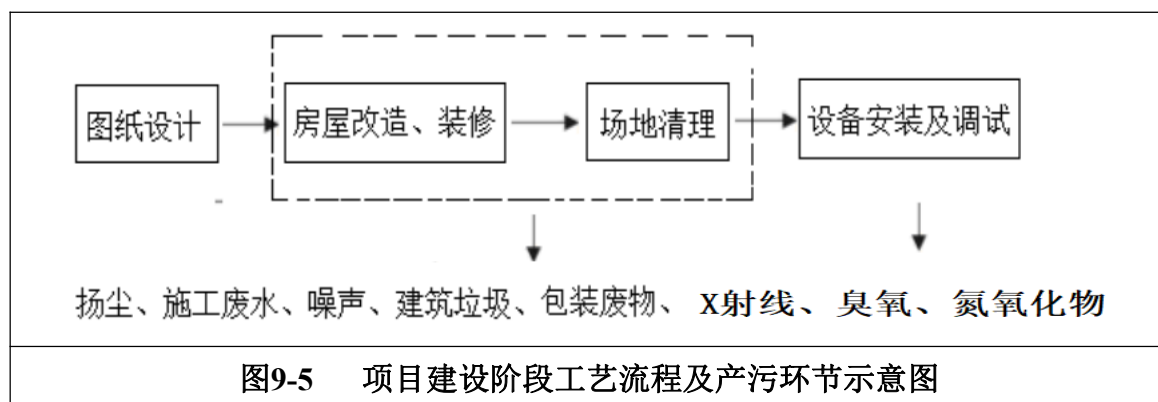 图纸设计 房屋改造、装修 场地清理 设备安装及调试
扬尘、施工废水、噪声、建筑垃圾、包装废物、 X射线、臭氧、氮氧化物
图9-5 项目建设阶段工艺流程及产污环节示意图